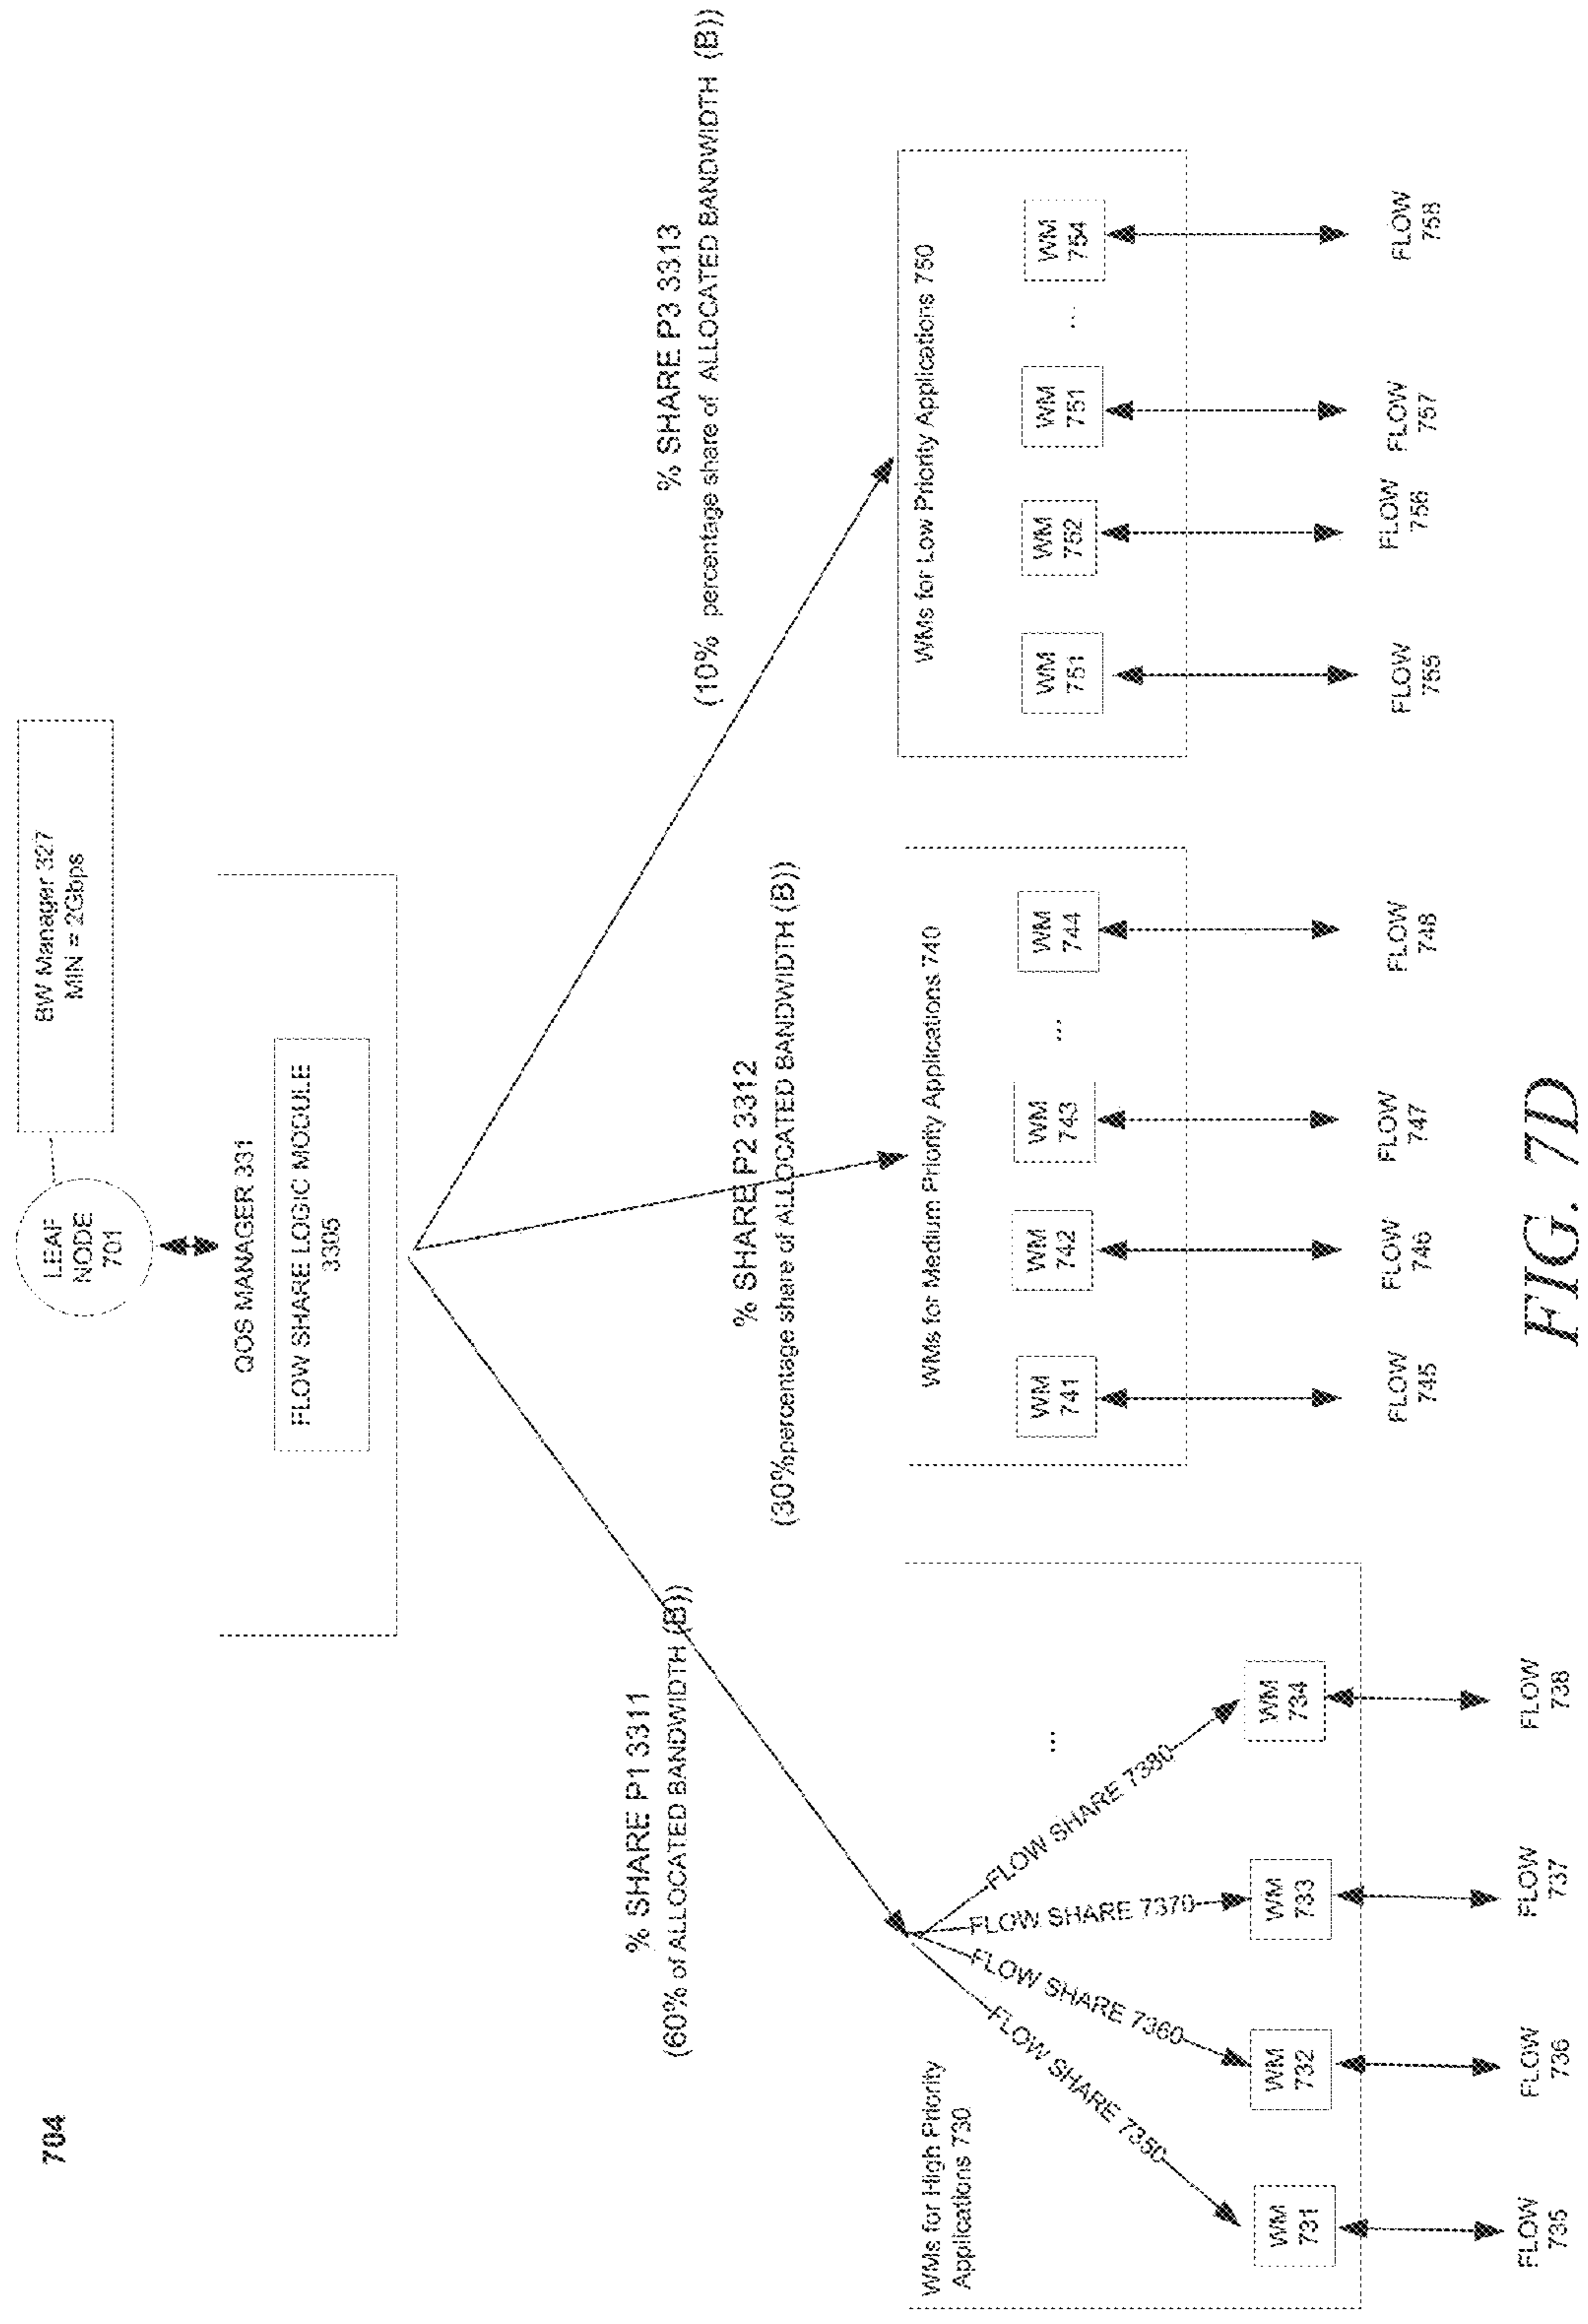 704
LEAF
NODE
701
BW Manager 327
MIN = 2Gbps
QOS MANAGER 331
FLOW SHARE LOGIC MODULE
3305
% SHARE P1 3311
(60% of ALLOCATED BANDWIDTH (B))
% SHARE P2 3312
(30%percentage share of ALLOCATED BANDWIDTH (B))
% SHARE P3 3313
(10% percentage share of ALLOCATED BANDWIDTH (B))
WMs for High Priority
Applications 730
FLOW SHARE 7350
FLOW SHARE 7360
FLOW SHARE 7370
FLOW SHARE 7380
...
WM
731
WM
732
WM
733
WM
734
FLOW
735
FLOW
736
FLOW
737
FLOW
738
WMs for Medium Priority Applications 740
WM
741
WM
742
WM
743
...
WM
744
FLOW
745
FLOW
746
FLOW
747
FLOW
748
WMs for Low Priority Applications 750
WM
751
WM
752
WM
751
...
WM
754
FLOW
755
FLOW
756
FLOW
757
FLOW
758
FIG. 7D